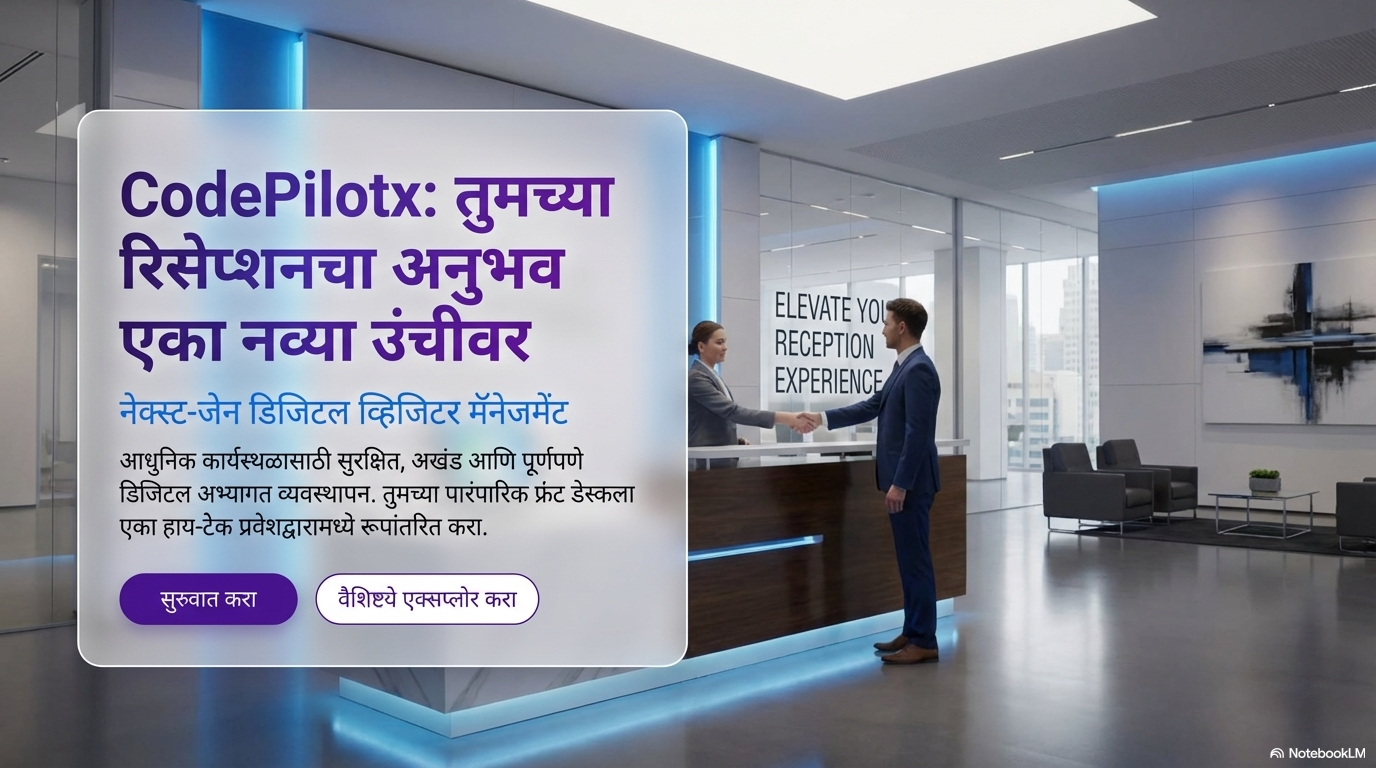 CodePilotx: तुमच्या
रिसेप्शनचा अनुभव
एका नव्या उंचीवर
नेक्स्ट-जेन डिजिटल व्हिजिटर मॅनेजमेंट
आधुनिक कार्यस्थळासाठी सुरक्षित, अखंड आणि पूर्णपणे
डिजिटल अभ्यागत व्यवस्थापन. तुमच्या पारंपारिक फ्रंट डेस्कला
एका हाय-टेक प्रवेशद्वारामध्ये रूपांतरित करा.
सुरुवात करा
वैशिष्ट्ये एक्सप्लोर करा
ELEVATE YOU
RECEPTION
EXPERIENCE
NotebookLM